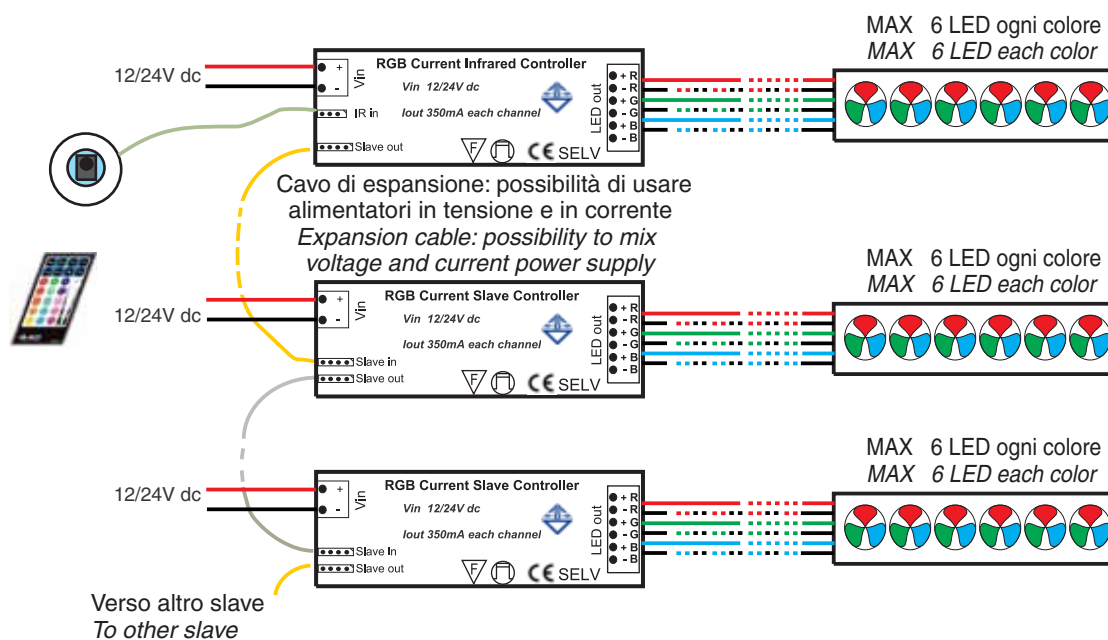 MAX 6 LED ogni colore
MAX 6 LED each color
12/24V dc
RGB Current Infrared Controller
+
-
Vin
Vin 12/24V dc
Iout 350mA each channel
IR in
Slave out
F
CE SELV
LED out
+ R
- R
+ G
- G
+ B
- B
Cavo di espansione: possibilità di usare
alimentatori in tensione e in corrente
Expansion cable: possibility to mix
voltage and current power supply
MAX 6 LED ogni colore
MAX 6 LED each color
12/24V dc
RGB Current Slave Controller
+
-
Vin
Vin 12/24V dc
Iout 350mA each channel
Slave in
Slave out
F
CE SELV
LED out
+ R
- R
+ G
- G
+ B
- B
MAX 6 LED ogni colore
MAX 6 LED each color
12/24V dc
RGB Current Slave Controller
+
-
Vin
Vin 12/24V dc
Iout 350mA each channel
Slave In
Slave out
F
CE SELV
LED out
+ R
- R
+ G
- G
+ B
- B
Verso altro slave
To other slave